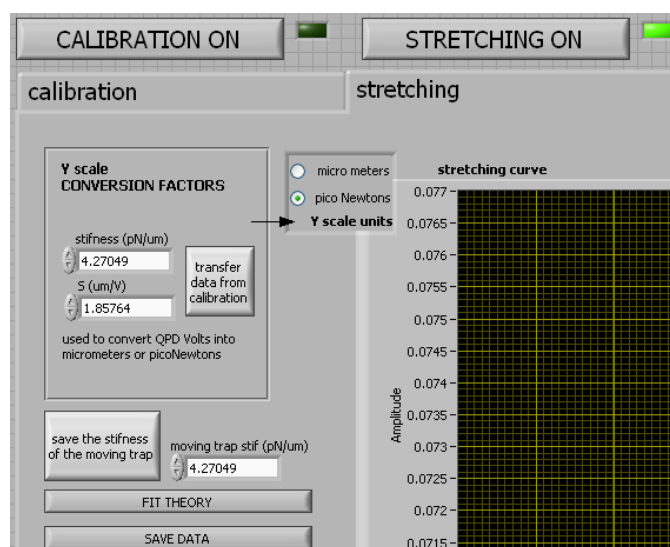 CALIBRATION ON
STRETCHING ON
calibration
stretching
Y scale
CONVERSION FACTORS
stifness (pN/um)
4.27049
S (um/V)
1.85764
transfer
data from
calibration
used to convert QPD Volts into
micrometers or picoNewtons
micro meters
pico Newtons
Y scale units
save the stifness
of the moving trap
moving trap stif (pN/um)
4.27049
FIT THEORY
SAVE DATA
stretching curve
Amplitude
0.077
0.0765
0.076
0.0755
0.075
0.0745
0.074
0.0735
0.073
0.0725
0.072
0.0715